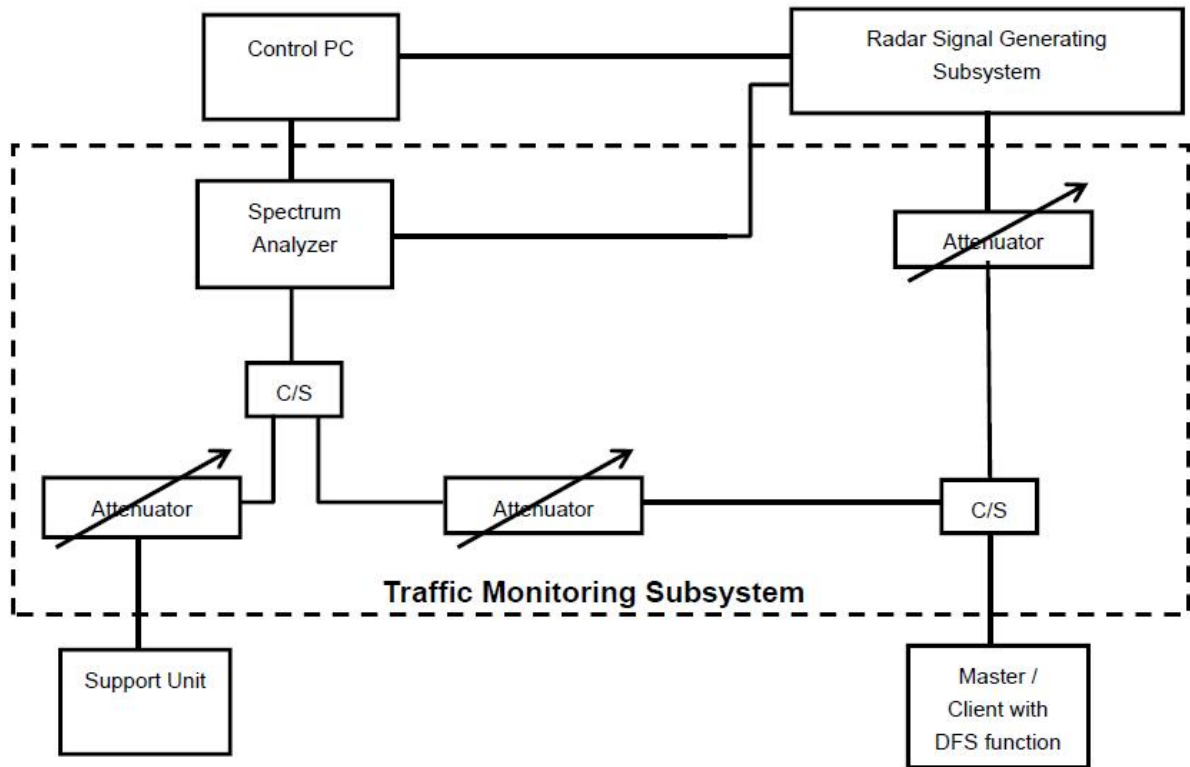 Control PC
Radar Signal Generating
Subsystem
Spectrum
Analyzer
Attenuator
C/S
Attenuator
Attenuator
C/S
Traffic Monitoring Subsystem
Support Unit
Master /
Client with
DFS function